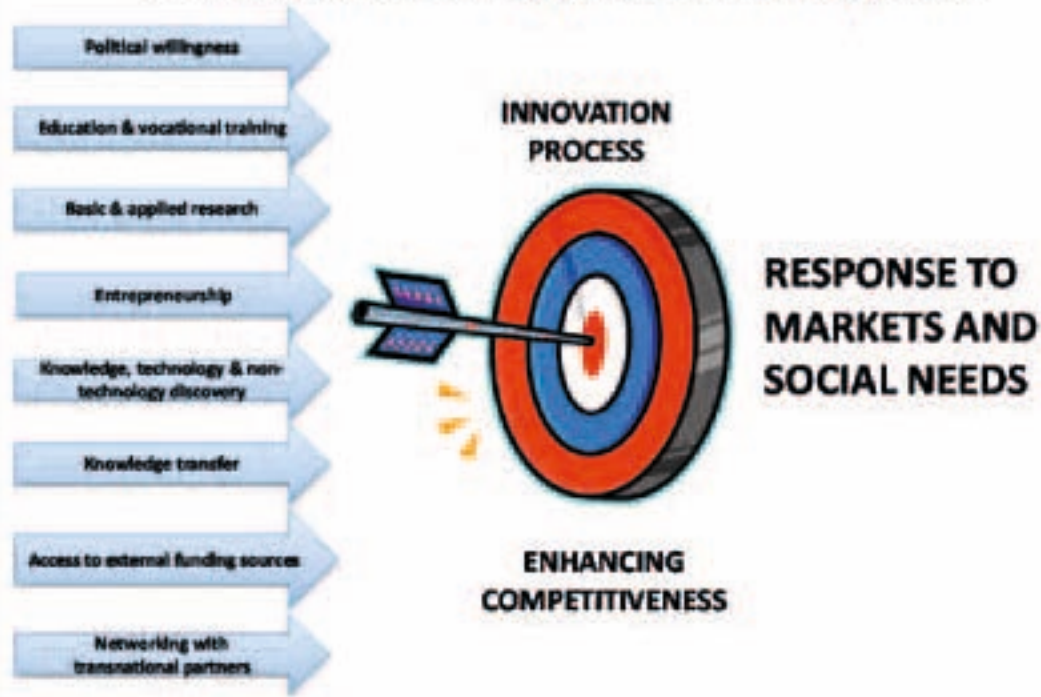 Political willingness
Education & vocational training
Basic & applied research
Entrepreneurship
Knowledge, technology & non-
technology discovery
Knowledge transfer
Access to external funding sources
Networking with
transnational partners
INNOVATION
PROCESS
ENHANCING
COMPETITIVENESS
RESPONSE TO
MARKETS AND
SOCIAL NEEDS